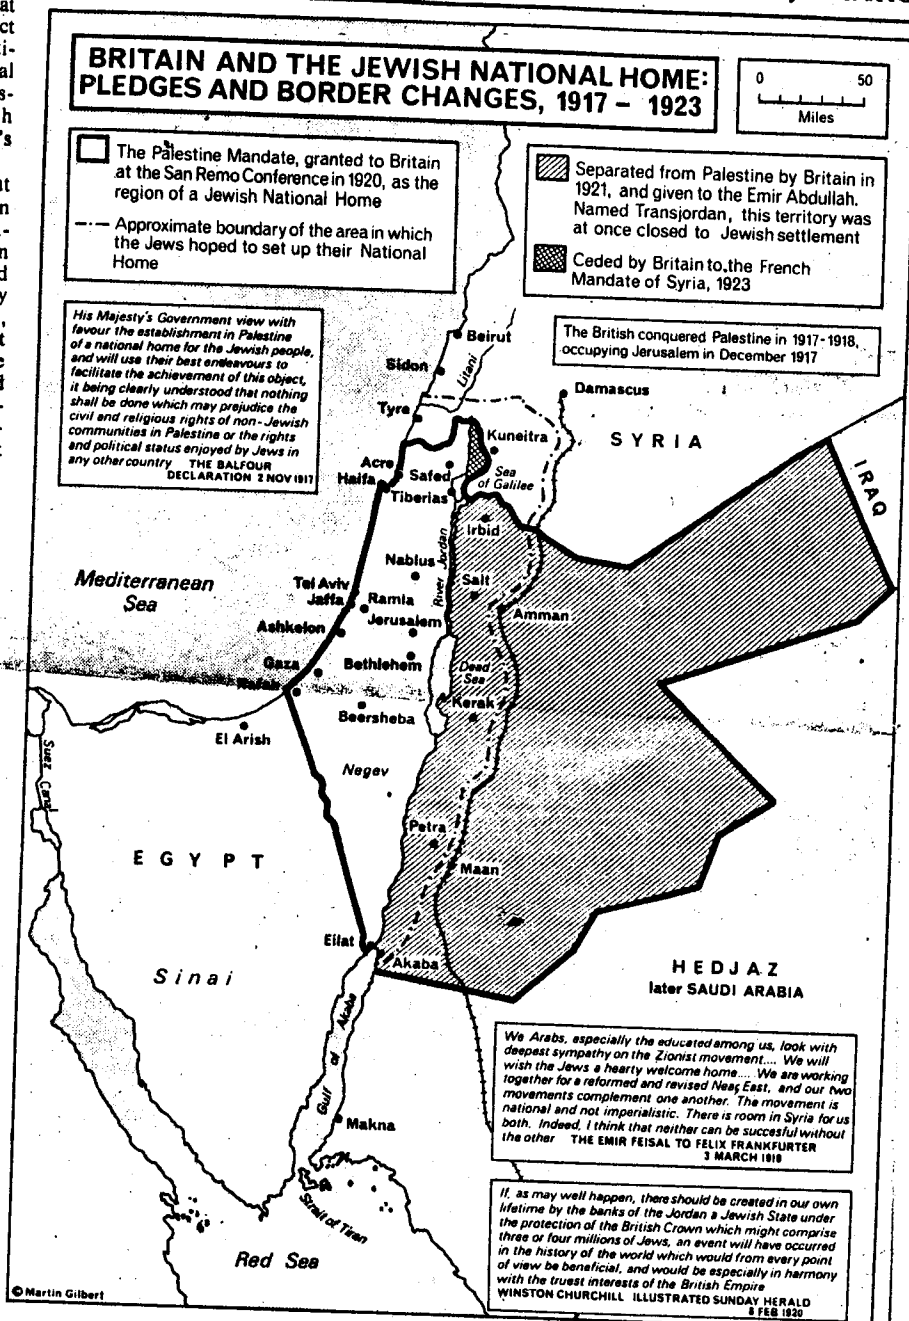 at
ct
ti-
al
s-
h
's
at
n
n
d
y
,
t
e
d
t
BRITAIN AND THE JEWISH NATIONAL HOME:
PLEDGES AND BORDER CHANGES, 1917 - 1923
0 50
Miles
The Palestine Mandate, granted to Britain
at the San Remo Conference in 1920, as the
region of a Jewish National Home
Approximate boundary of the area in which
the Jews hoped to set up their National
Home
Separated from Palestine by Britain in
1921, and given to the Emir Abdullah.
Named Transjordan, this territory was
at once closed to Jewish settlement
Ceded by Britain to the French
Mandate of Syria, 1923
His Majesty's Government view with
favour the establishment in Palestine
of a national home for the Jewish people,
and will use their best endeavours to
facilitate the achievement of this object,
it being clearly understood that nothing
shall be done which may prejudice the
civil and religious rights of non-Jewish
communities in Palestine or the rights
and political status enjoyed by Jews in
any other country THE BALFOUR
DECLARATION 2 NOV 1917
The British conquered Palestine in 1917-1918,
occupying Jerusalem in December 1917
Beirut
Sidon
Litani
Damascus
Tyre
Kuneitra
SYRIA
Acre
Safed
Sea
of Galilee
Haifa
Tiberias
IRAQ
Irbid
Nablus
River Jordan
Salt
Mediterranean
Sea
Tel Aviv
Jaffa
Ramla
Amman
Jerusalem
Ashkelon
Gaza
Bethlehem
Dead
Sea
Rafah
Kerak
Beersheba
El Arish
Suez Canal
Negev
Petra
EGYPT
Maan
Eilat
Akaba
Sinai
HEDJAZ
later SAUDI ARABIA
Gulf of Akaba
We Arabs, especially the educated among us, look with
deepest sympathy on the Zionist movement.... We will
wish the Jews a hearty welcome home.... We are working
together for a reformed and revised Near East, and our two
movements complement one another. The movement is
national and not imperialistic. There is room in Syria for us
both. Indeed, I think that neither can be succesful without
the other THE EMIR FEISAL TO FELIX FRANKFURTER
3 MARCH 1919
Makna
Strait of Tiran
Red Sea
If, as may well happen, there should be created in our own
lifetime by the banks of the Jordan a Jewish State under
the protection of the British Crown which might comprise
three or four millions of Jews, an event will have occurred
in the history of the world which would from every point
of view be beneficial, and would be especially in harmony
with the truest interests of the British Empire
WINSTON CHURCHILL ILLUSTRATED SUNDAY HERALD
8 FEB 1920
© Martin Gilbert